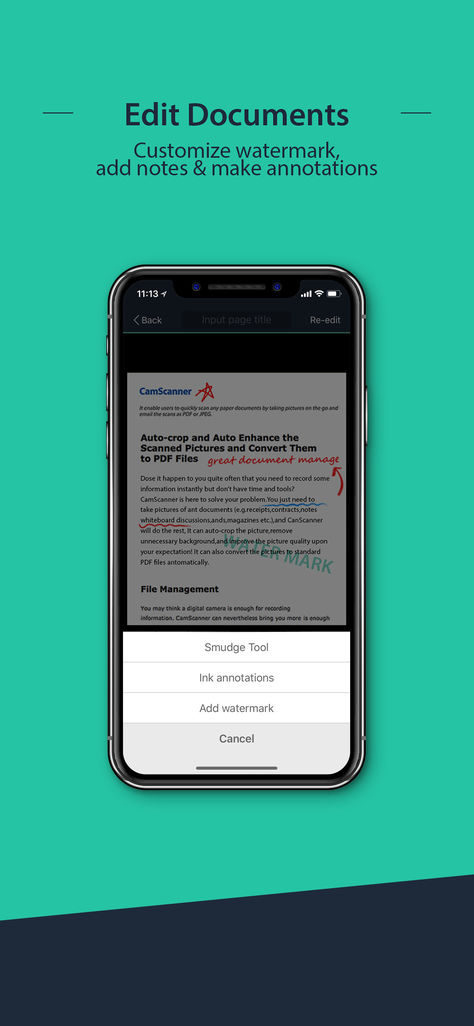 Edit Documents
Customize watermark,
add notes & make annotations
11:13
Back
Input page title
Re-edit
CamScanner
It enable users to quickly scan any paper documents by taking pictures on the go and
email the scans as PDF or JPEG.
Auto-crop and Auto Enhance the
Scanned Pictures and Convert Them
to PDF Files
great document manage
Dose it happen to you quite often that you need to record some
information instantly but don't have time and tools?
CamScanner is here to solve your problem.You just need to
take pictures of ant documents (e.g.receipts,contracts,notes
whiteboard discussions,ands,magazines etc.),and CanScanner
will do the rest, It can auto-crop the picture,remove
unnecessary background,and improve the picture quality upon
your expectation! It can also convert the pictures to standard
PDF files antomatically.
WATER MARK
File Management
You may think a digital camera is enough for recording
information. CamScanner can nevertheless bring you more is enough
Smudge Tool
Ink annotations
Add watermark
Cancel